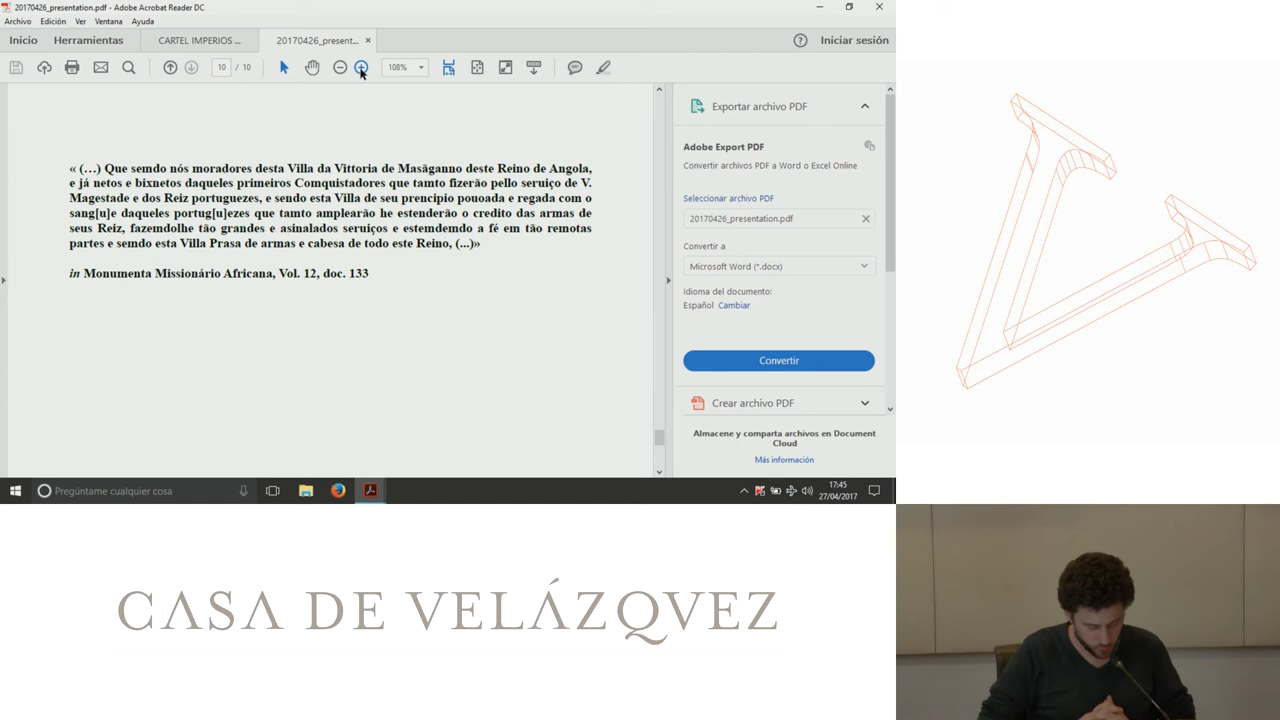 20170426_presentation.pdf - Adobe Acrobat Reader DC
Archivo Edición Ver Ventana Ayuda
Inicio Herramientas CARTEL IMPERIOS ... 20170426_present... × Iniciar sesión
10 / 10 108%
« (…) Que semdo nós moradores desta Villa da Vittoria de Masãganno deste Reino de Angola,
e já netos e bixnetos daqueles primeiros Comquistadores que tamto fizerão pello seruiço de V.
Magestade e dos Reiz portuguezes, e sendo esta Villa de seu prencipio pouoada e regada com o
sang[u]e daqueles portug[u]ezes que tamto amplearão he estenderão o credito das armas de
seus Reiz, fazemdolhe tão grandes e asinalados seruiços e estendemdo a fé em tão remotas
partes e semdo esta Villa Prasa de armas e cabesa de todo este Reino, (...)»
in Monumenta Missionário Africana, Vol. 12, doc. 133
Exportar archivo PDF
Adobe Export PDF
Convertir archivos PDF a Word o Excel Online
Seleccionar archivo PDF
20170426_presentation.pdf
Convertir a
Microsoft Word (*.docx)
Idioma del documento:
Español Cambiar
Convertir
Crear archivo PDF
Almacene y comparta archivos en Document
Cloud
Más información
Pregúntame cualquier cosa
17:45
27/04/2017
CASA DE VELÁZQVEZ